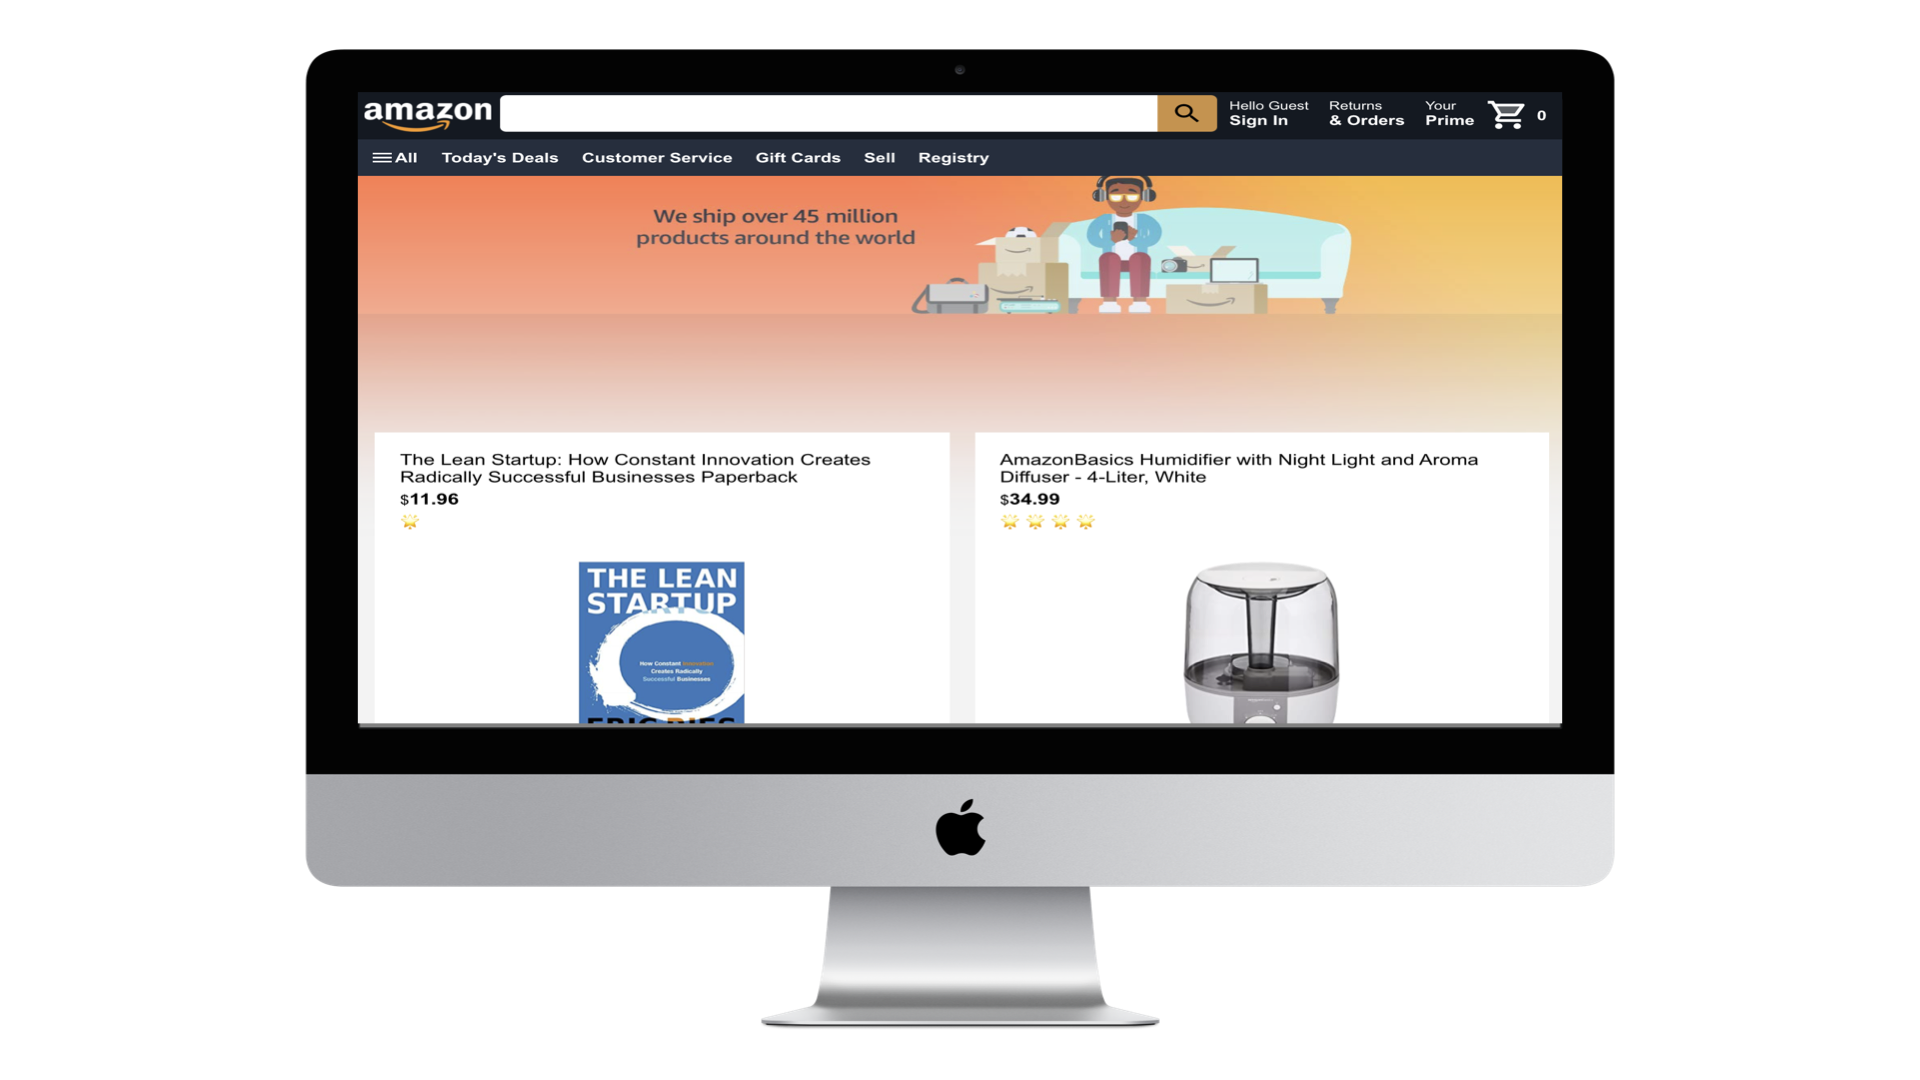 amazon
Hello Guest
Sign In
Returns
& Orders
Your
Prime
0
All
Today's Deals
Customer Service
Gift Cards
Sell
Registry
We ship over 45 million
products around the world
The Lean Startup: How Constant Innovation Creates
Radically Successful Businesses Paperback
$11.96
THE LEAN
STARTUP
How Constant Innovation
Creates Radically
Successful Businesses
ERIC RIES
AmazonBasics Humidifier with Night Light and Aroma
Diffuser - 4-Liter, White
$34.99